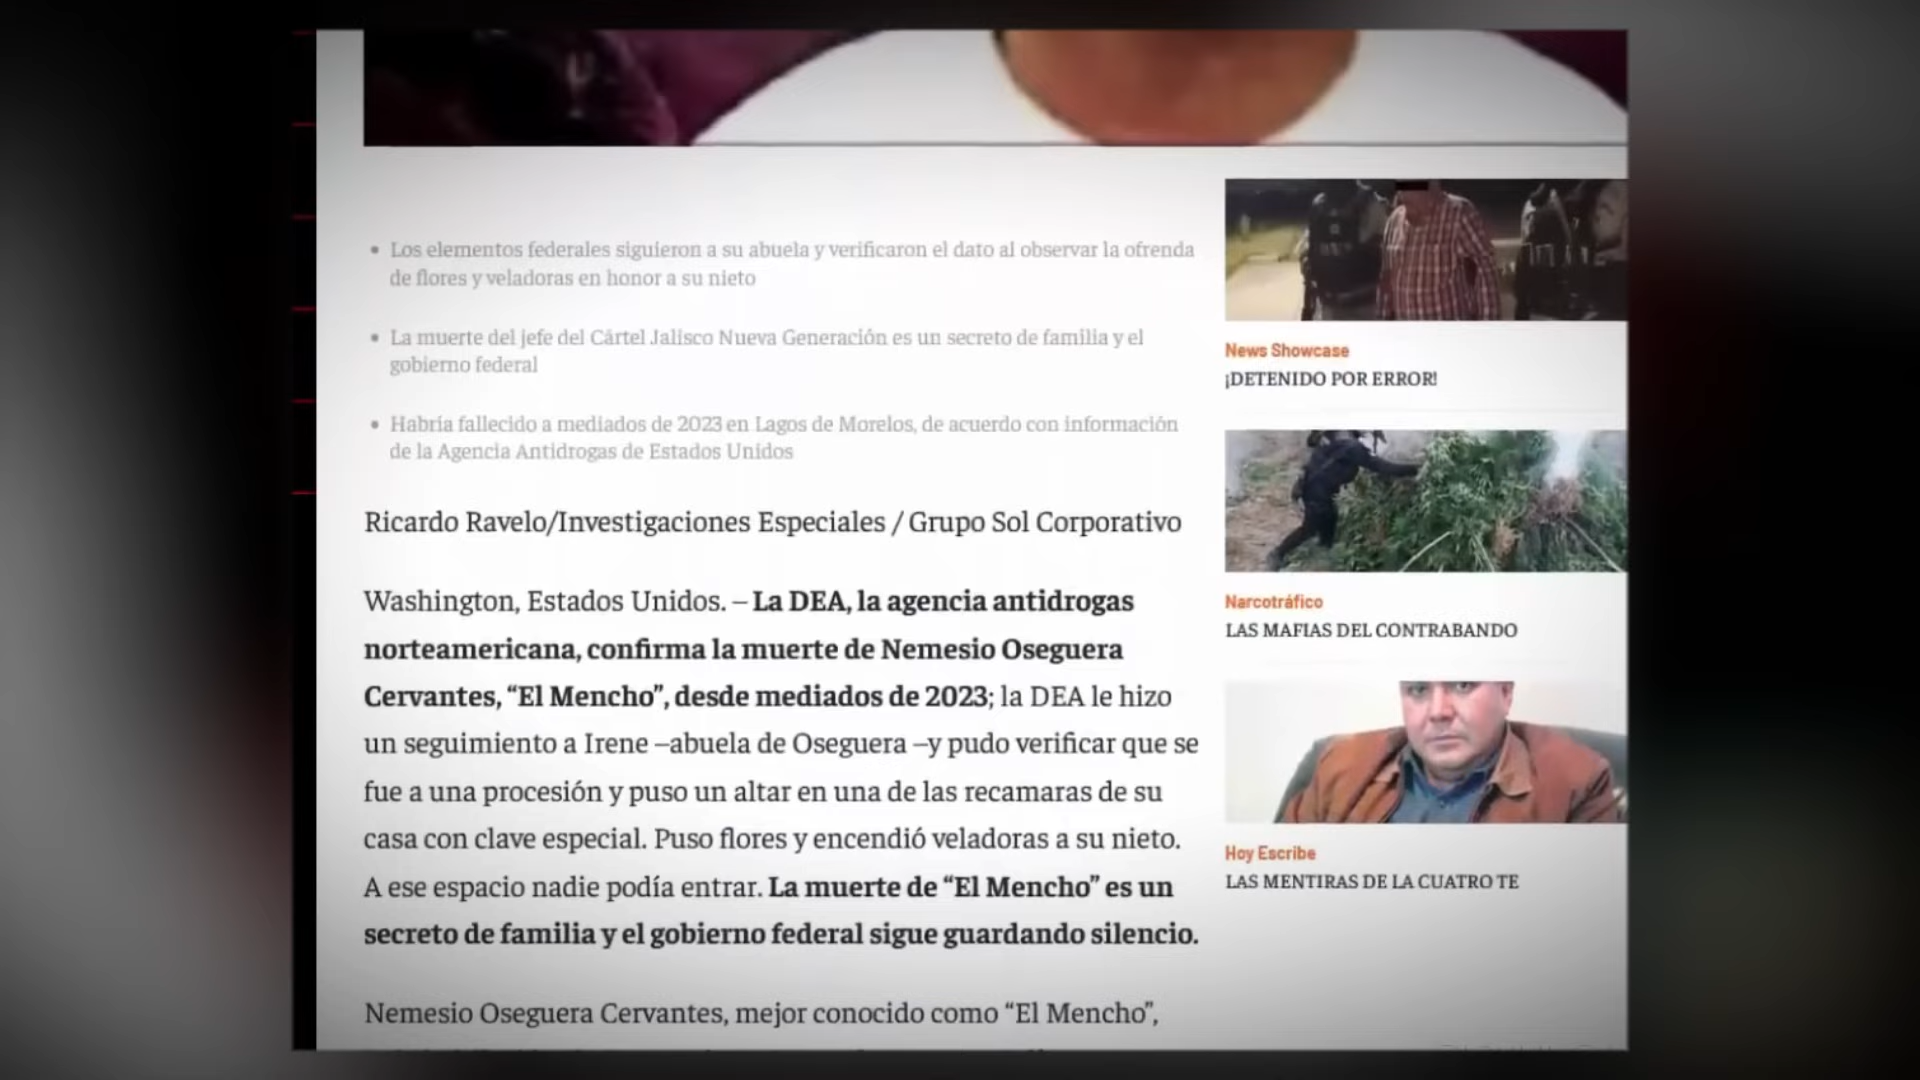 Los elementos federales siguieron a su abuela y verificaron el dato al observar la ofrenda
de flores y veladoras en honor a su nieto
La muerte del jefe del Cártel Jalisco Nueva Generación es un secreto de familia y el
gobierno federal
Habría fallecido a mediados de 2023 en Lagos de Morelos, de acuerdo con información
de la Agencia Antidrogas de Estados Unidos
Ricardo Ravelo/Investigaciones Especiales / Grupo Sol Corporativo
Washington, Estados Unidos. – La DEA, la agencia antidrogas
norteamericana, confirma la muerte de Nemesio Oseguera
Cervantes, “El Mencho”, desde mediados de 2023; la DEA le hizo
un seguimiento a Irene –abuela de Oseguera –y pudo verificar que se
fue a una procesión y puso un altar en una de las recamaras de su
casa con clave especial. Puso flores y encendió veladoras a su nieto.
A ese espacio nadie podía entrar. La muerte de “El Mencho” es un
secreto de familia y el gobierno federal sigue guardando silencio.
Nemesio Oseguera Cervantes, mejor conocido como “El Mencho”,
News Showcase
¡DETENIDO POR ERROR!
Narcotráfico
LAS MAFIAS DEL CONTRABANDO
Hoy Escribe
LAS MENTIRAS DE LA CUATRO TE